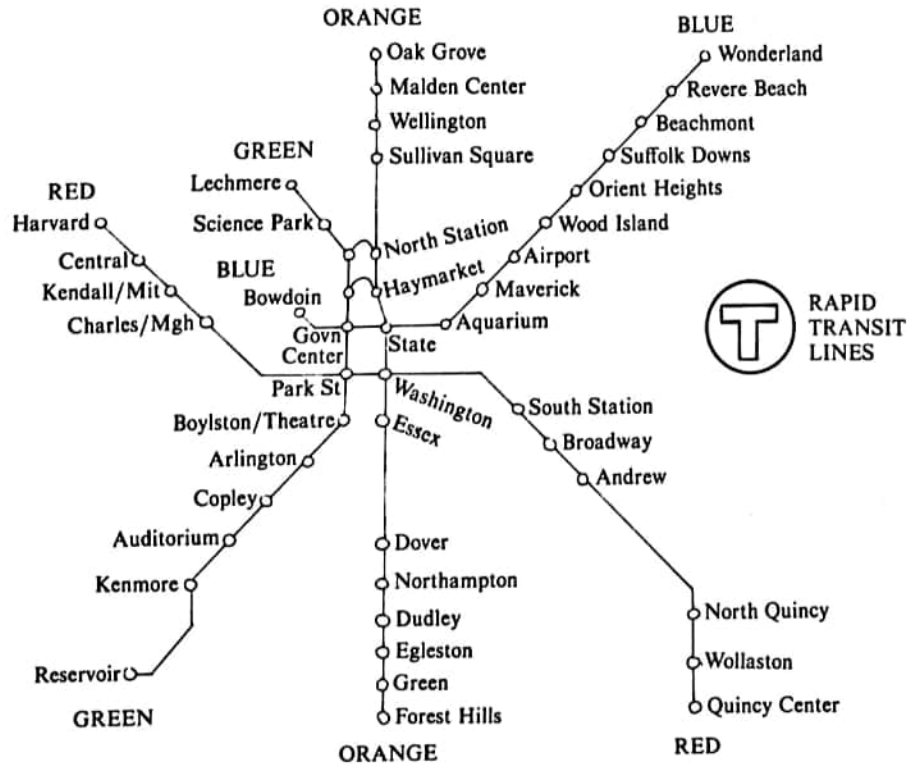 ORANGE
BLUE
Oak Grove
Wonderland
Malden Center
Revere Beach
Wellington
Beachmont
GREEN
Sullivan Square
Suffolk Downs
Lechmere
RED
Orient Heights
Harvard
Science Park
North Station
Wood Island
Central
Airport
BLUE
Haymarket
Kendall/Mit
Bowdoin
Maverick
Charles/Mgh
Govn
Center
State
Aquarium
T
RAPID
TRANSIT
LINES
Park St
Washington
South Station
Boylston/Theatre
Essex
Broadway
Arlington
Andrew
Copley
Auditorium
Dover
Kenmore
Northampton
North Quincy
Dudley
Egleston
Wollaston
Reservoir
Green
Quincy Center
GREEN
Forest Hills
ORANGE
RED